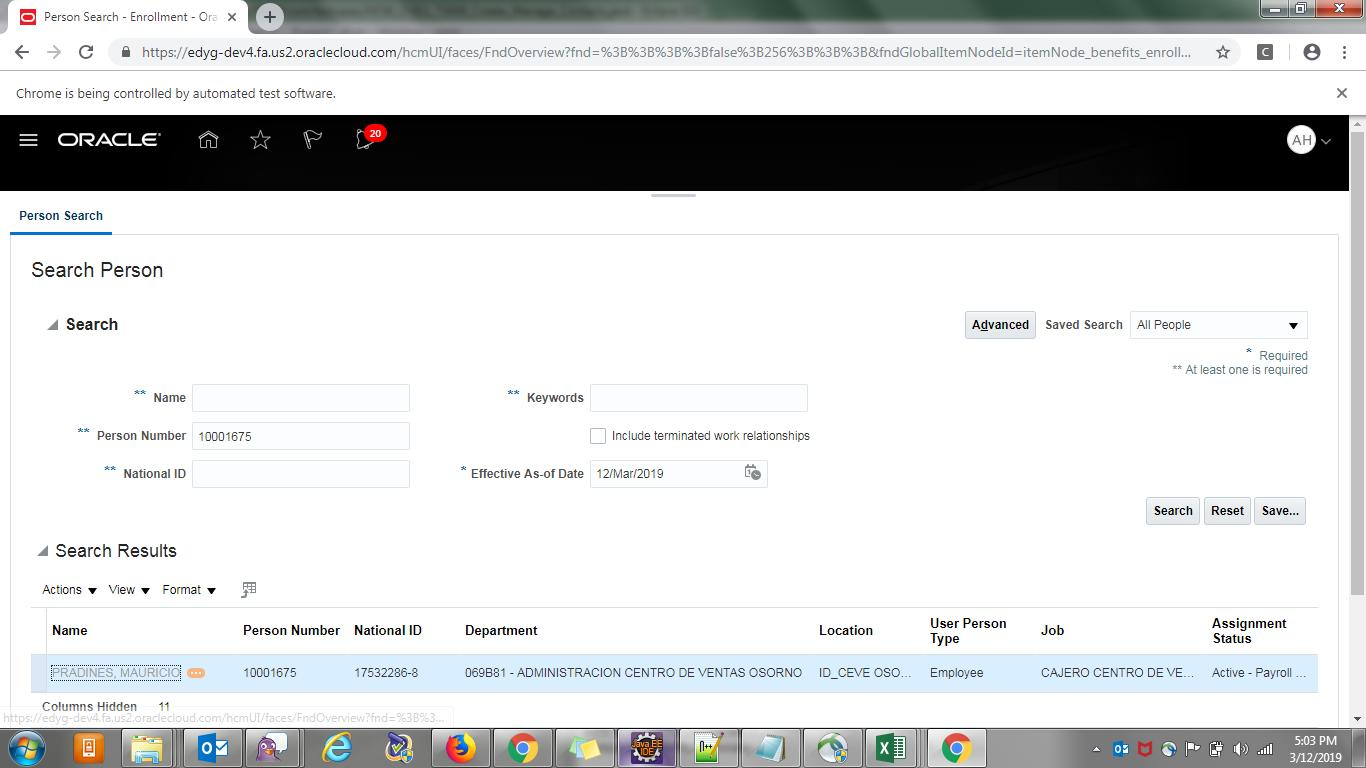 Person Search - Enrollment - Ora
https://edyg-dev4.fa.us2.oraclecloud.com/hcmUI/faces/FndOverview?fnd=%3B%3B%3B%3Bfalse%3B256%3B%3B%3B&fndGlobalItemNodeId=itemNode_benefits_enroll...
Chrome is being controlled by automated test software.
ORACLE
20
AH
Person Search
Search Person
Search
Advanced Saved Search All People
* Required
** At least one is required
** Name
** Keywords
** Person Number 10001675
Include terminated work relationships
** National ID
* Effective As-of Date 12/Mar/2019
Search Reset Save...
Search Results
Actions View Format
Name Person Number National ID Department Location User Person Type Job Assignment Status
PRADINES, MAURICIO 10001675 17532286-8 069B81 - ADMINISTRACION CENTRO DE VENTAS OSORNO ID_CEVE OSO... Employee CAJERO CENTRO DE VE... Active - Payroll ...
Columns Hidden 11
https://edyg-dev4.fa.us2.oraclecloud.com/hcmUI/faces/FndOverview?fnd=%3B%3...
Java EE
IDE
5:03 PM
3/12/2019